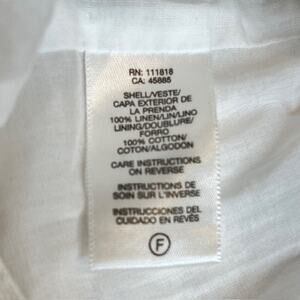 RN: 111818
CA: 45885
SHELL/VESTE/
CAPA EXTERIOR DE
LA PRENDA
100% LINEN/LIN/LINO
LINING/DOUBLURE/
FORRO
100% COTTON/
COTON/ALGODON
CARE INSTRUCTIONS
ON REVERSE
INSTRUCTIONS DE
SOIN SUR L'INVERSE
INSTRUCCIONES DEL
CUIDADO EN REVÉS
F